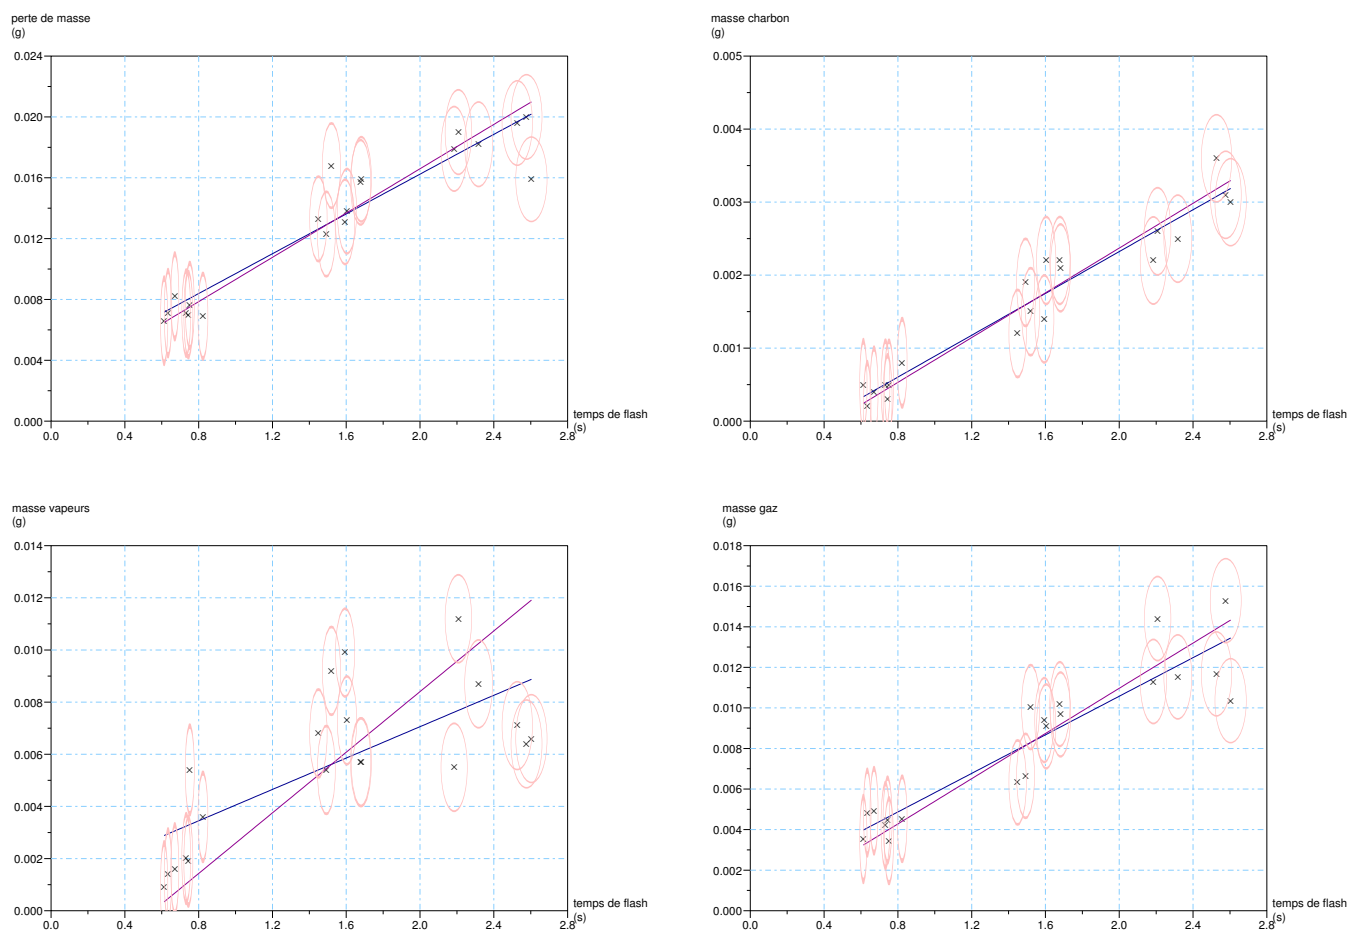 perte de masse
(g)
0.024
0.020
0.016
0.012
0.008
0.004
0.000
0.0 0.4 0.8 1.2 1.6 2.0 2.4 2.8
temps de flash
(s)
masse charbon
(g)
0.005
0.004
0.003
0.002
0.001
0.000
0.0 0.4 0.8 1.2 1.6 2.0 2.4 2.8
temps de flash
(s)
masse vapeurs
(g)
0.014
0.012
0.010
0.008
0.006
0.004
0.002
0.000
0.0 0.4 0.8 1.2 1.6 2.0 2.4 2.8
temps de flash
(s)
masse gaz
(g)
0.018
0.016
0.014
0.012
0.010
0.008
0.006
0.004
0.002
0.000
0.0 0.4 0.8 1.2 1.6 2.0 2.4 2.8
temps de flash
(s)